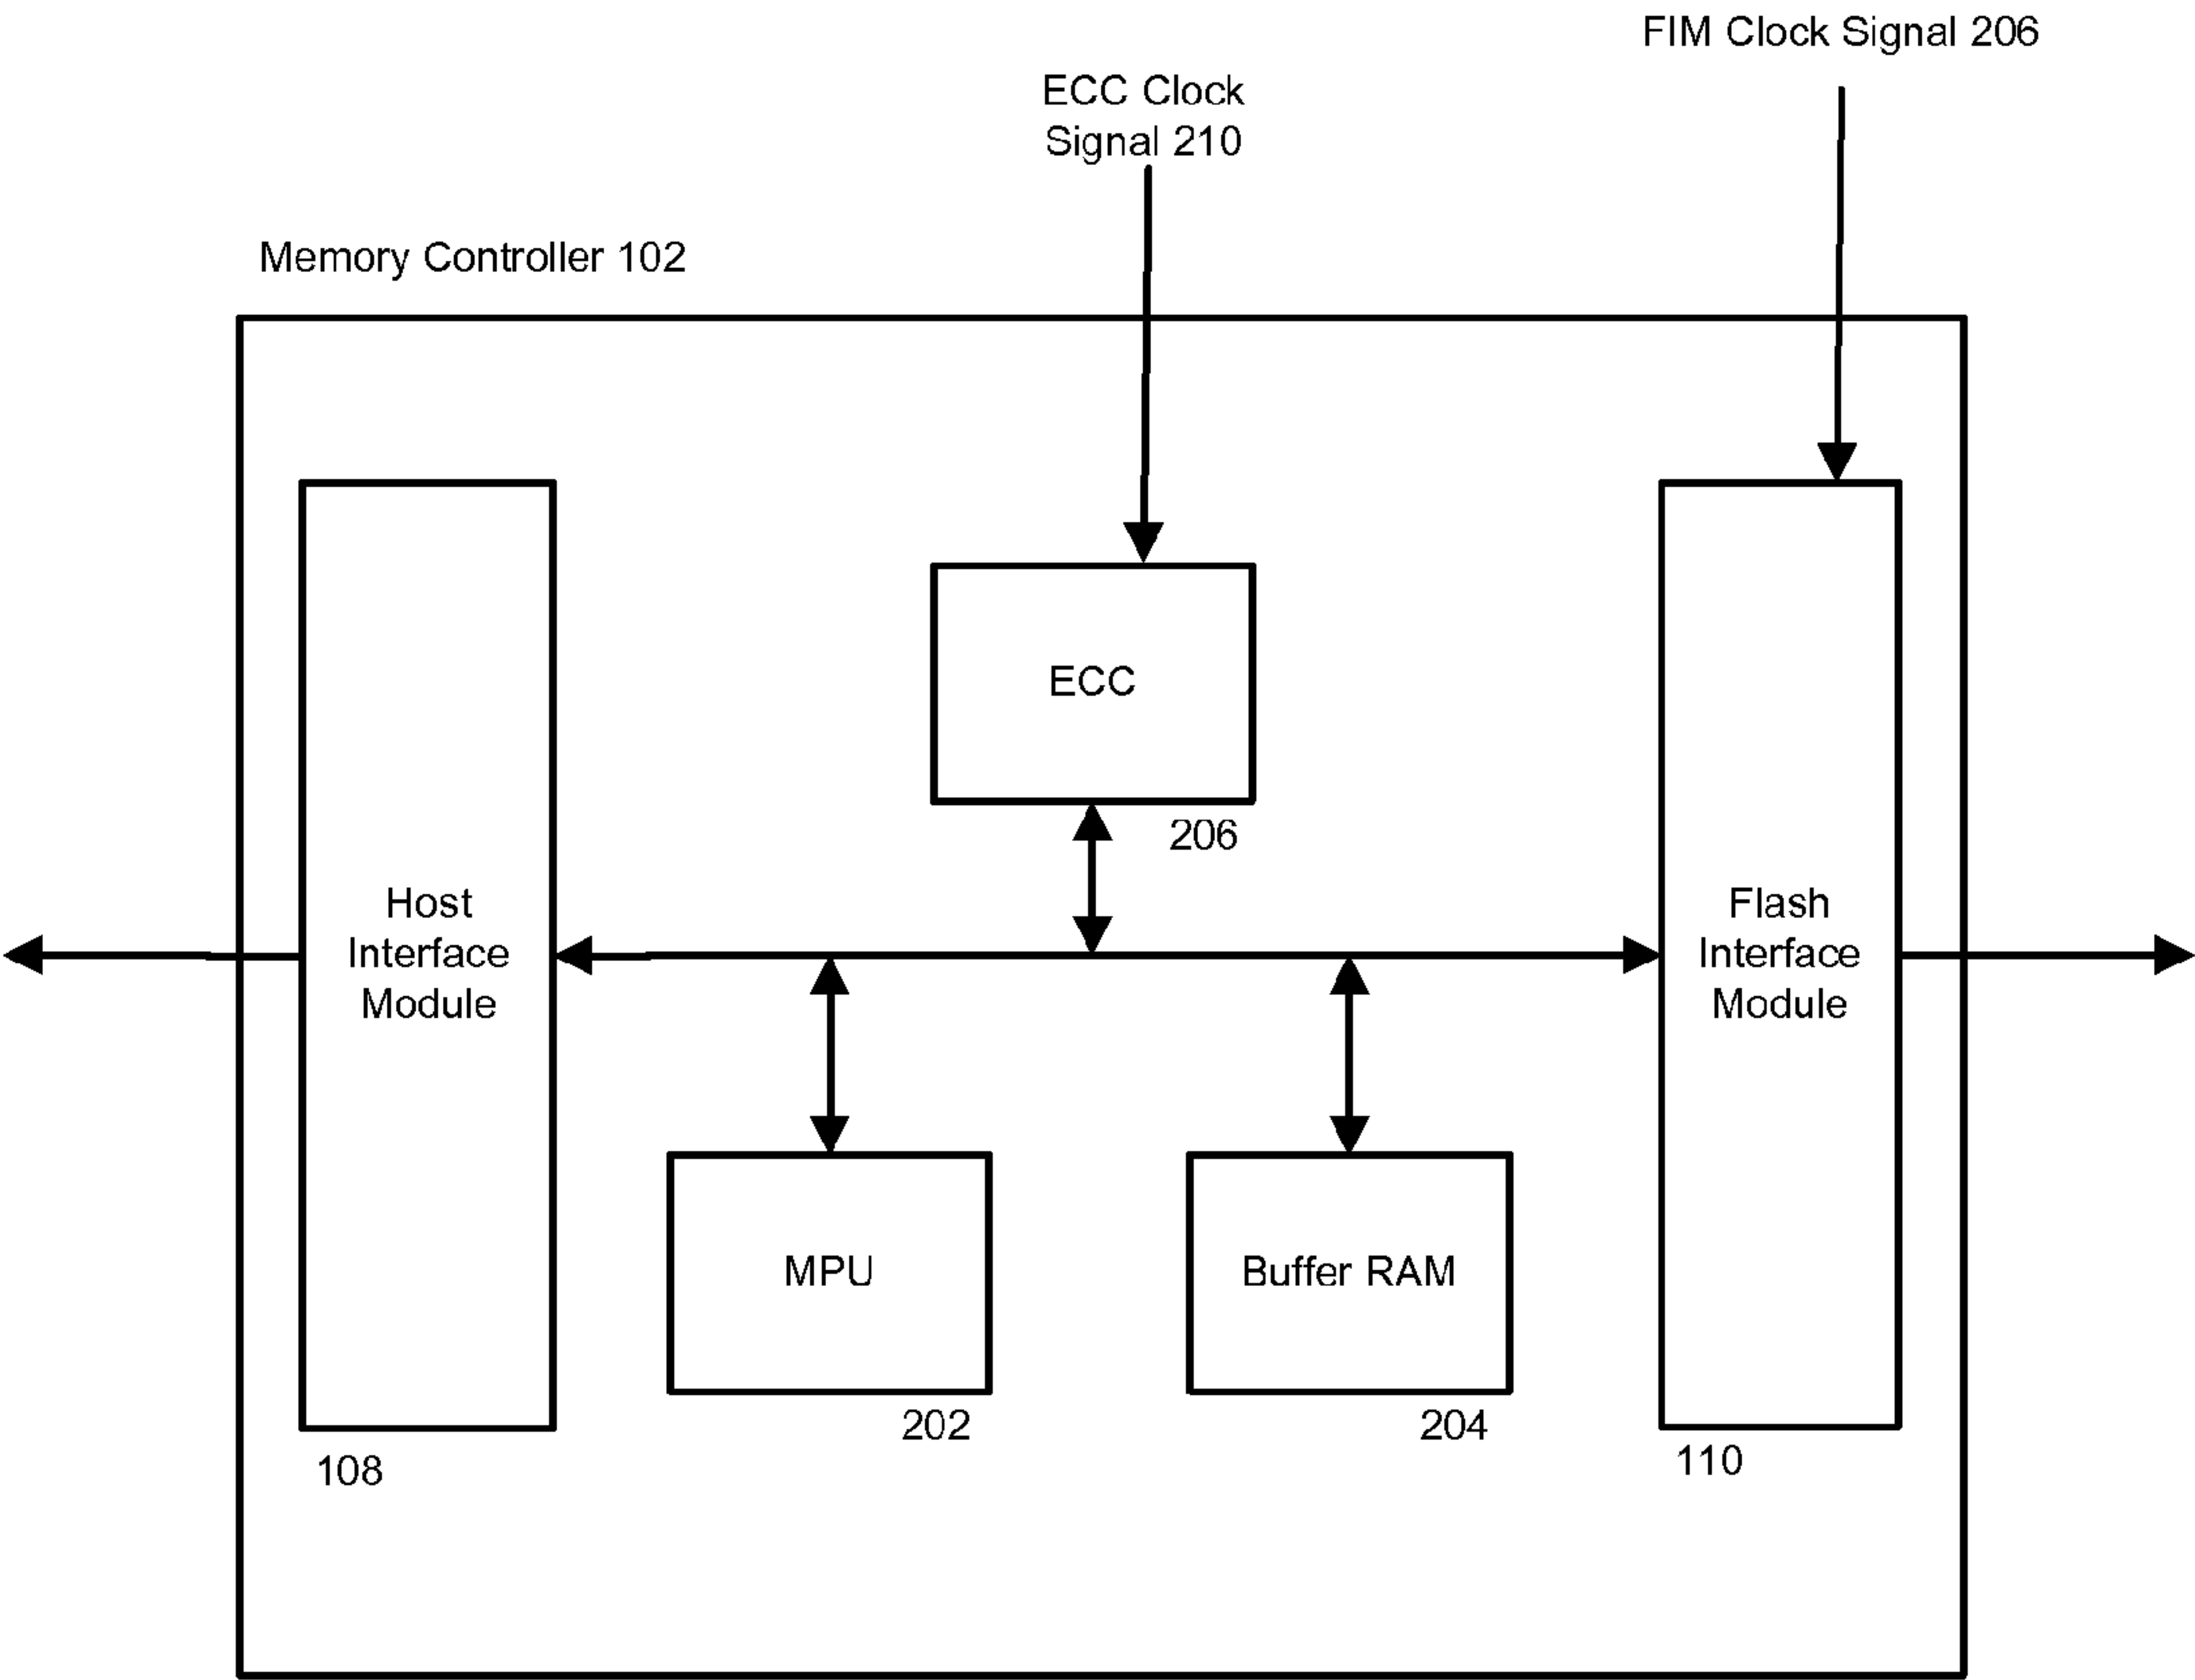 FIM Clock Signal 206
ECC Clock
Signal 210
Memory Controller 102
ECC
206
Host
Interface
Module
Flash
Interface
Module
MPU
Buffer RAM
202
204
108
110